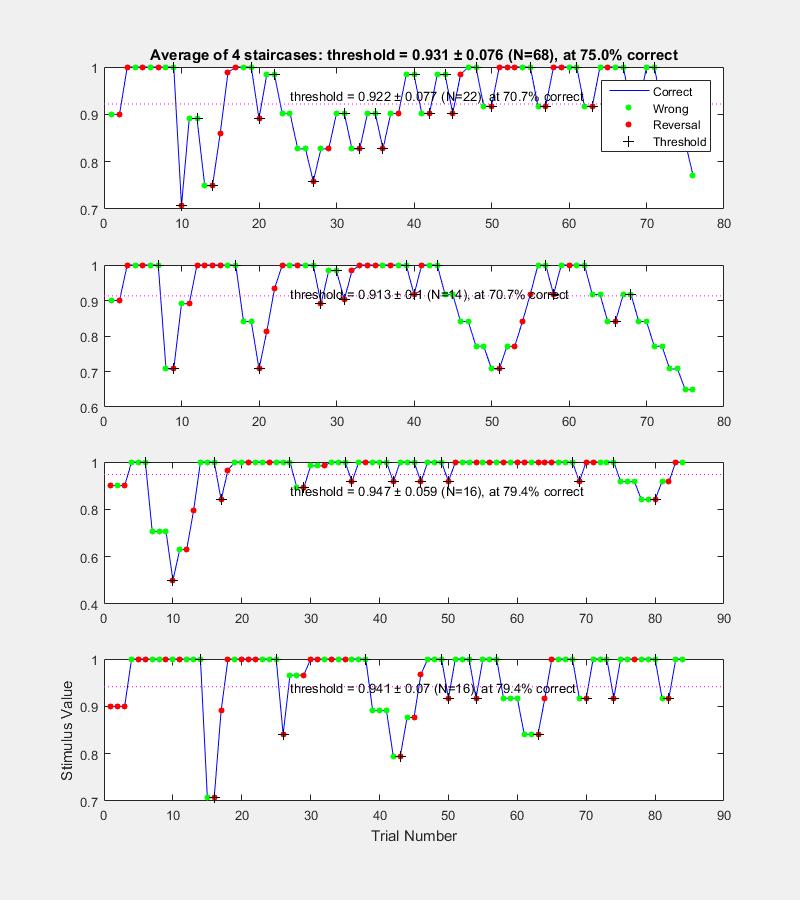 Average of 4 staircases: threshold = 0.931 ± 0.076 (N=68), at 75.0% correct
1
0.9
0.8
0.7
threshold = 0.922 ± 0.077 (N=22), at 70.7% correct
Correct
Wrong
Reversal
Threshold
0 10 20 30 40 50 60 70 80
1
0.9
0.8
0.7
0.6
threshold = 0.913 ± 0.1 (N=14), at 70.7% correct
0 10 20 30 40 50 60 70 80
1
0.8
0.6
0.4
threshold = 0.947 ± 0.059 (N=16), at 79.4% correct
0 10 20 30 40 50 60 70 80 90
1
0.9
0.8
0.7
threshold = 0.941 ± 0.07 (N=16), at 79.4% correct
Stimulus Value
0 10 20 30 40 50 60 70 80 90
Trial Number